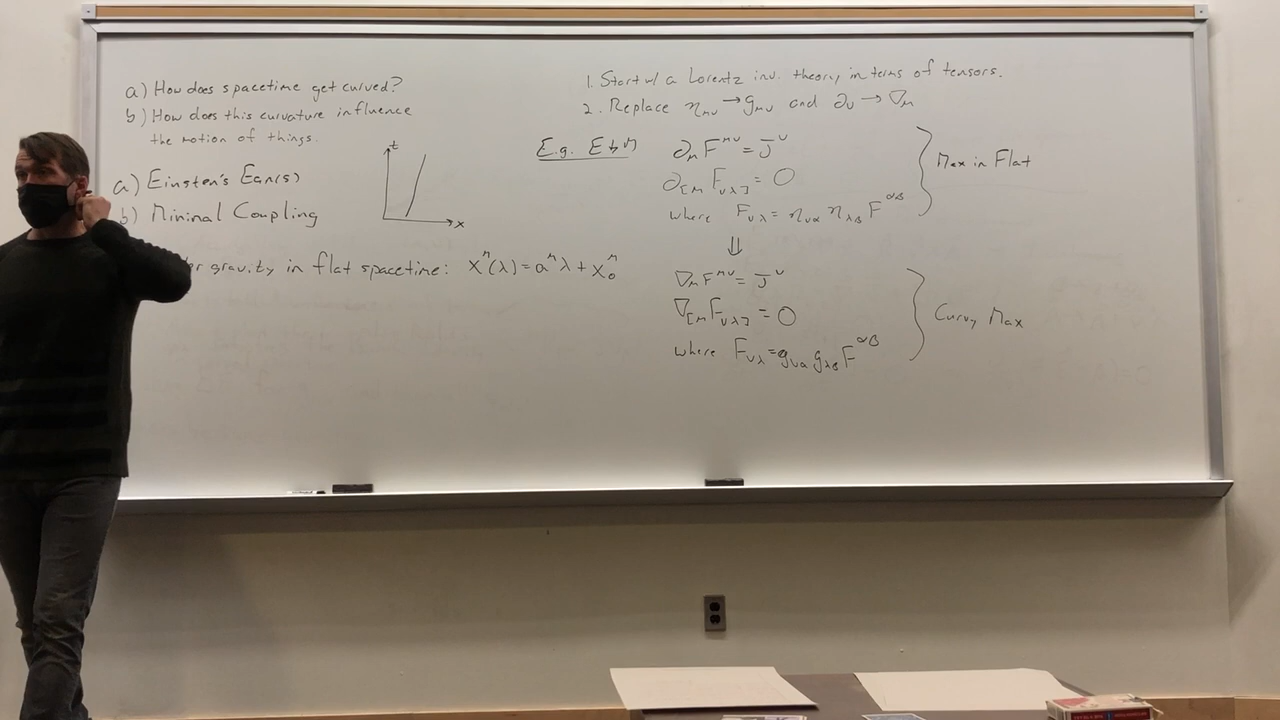 a) How does spacetime get curved?
b) How does this curvature influence
the motion of things.
a) Einstein's Eqn(s)
b) Minimal Coupling
t
x
gravity in flat spacetime: X^μ(λ) = a^μ λ + X_0^μ
1. Start w/ a Lorentz inv. theory, in terms of tensors.
2. Replace η_μν → g_μν and ∂_ν → ∇_μ
E.g. E & M
∂_μ F^μν = J^ν
∂_[μ F_νλ] = 0
where F_νλ = η_να η_λβ F^αβ
Max in Flat
⇓
∇_μ F^μν = J^ν
∇_[μ F_νλ] = 0
where F_νλ = g_να g_λβ F^αβ
Curvy Max